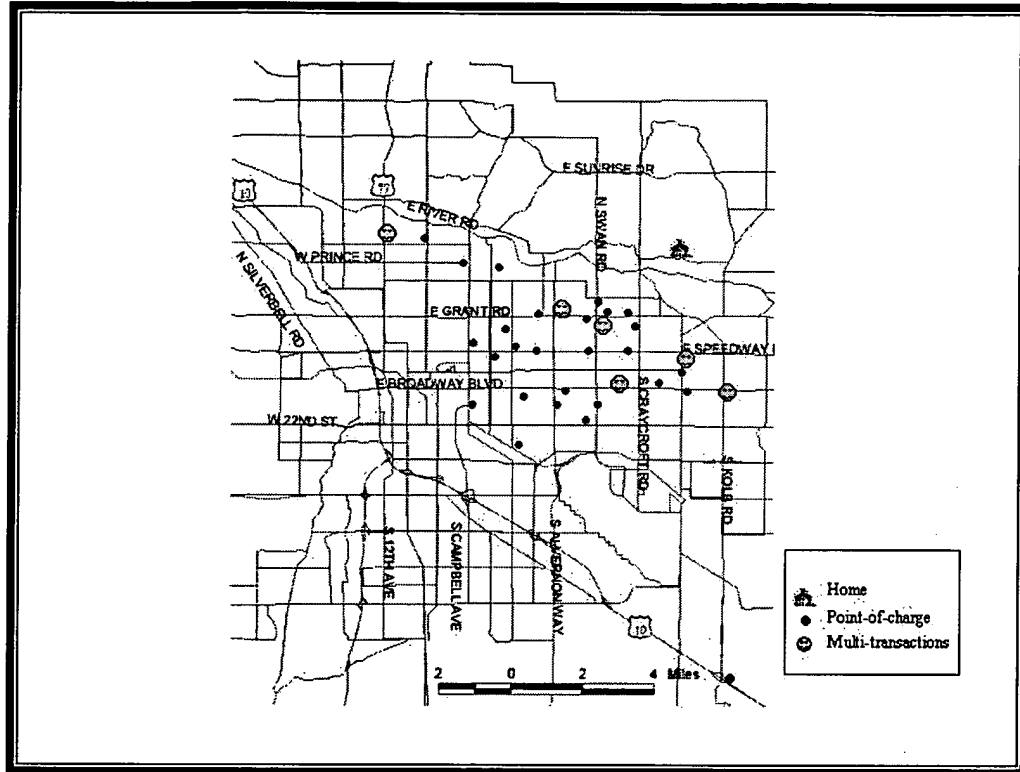 E SUNRISE DR
10
77
E RIVER RD
N SWAN RD
W PRINCE RD
N SILVERBELL RD
E GRANT RD
E SPEEDWAY
E BROADWAY BLVD
W 22ND ST
S CRAYCROFT RD
S KOLB RD
S 12TH AVE
S CAMPBELL AVE
S ALVERNON WAY
10
2 0 2 4 Miles
Home
Point-of-charge
Multi-transactions